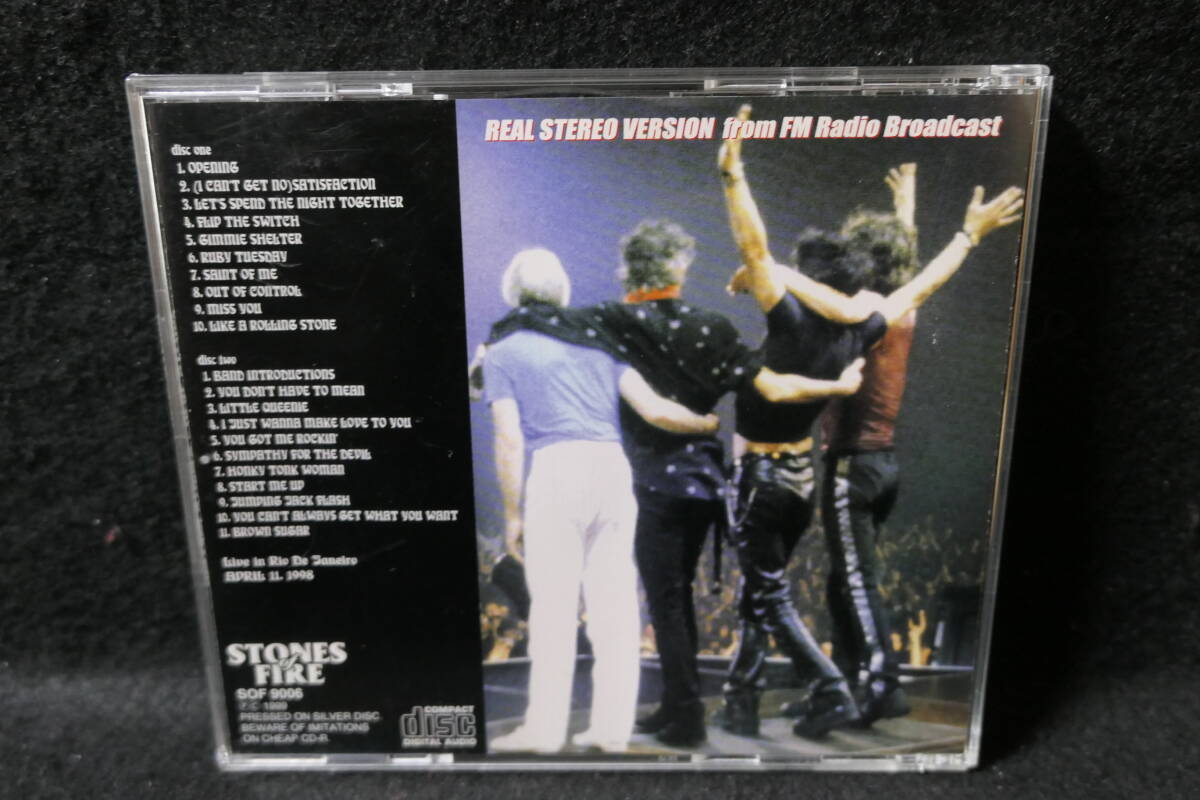 REAL STEREO VERSION from FM Radio Broadcast
disc one
1. OPENING
2. (I CAN'T GET NO)SATISFACTION
3. LET'S SPEND THE NIGHT TOGETHER
4. FLIP THE SWITCH
5. GIMMIE SHELTER
6. RUBY TUESDAY
7. SAINT OF ME
8. OUT OF CONTROL
9. MISS YOU
10. LIKE A ROLLING STONE
disc two
1. BAND INTRODUCTIONS
2. YOU DON'T HAVE TO MEAN
3. LITTLE QUEENIE
4. I JUST WANNA MAKE LOVE TO YOU
5. YOU GOT ME ROCKIN'
6. SYMPATHY FOR THE DEVIL
7. HONKY TONK WOMAN
8. START ME UP
9. JUMPING JACK FLASH
10. YOU CAN'T ALWAYS GET WHAT YOU WANT
11. BROWN SUGAR
Live in Rio De Janeiro
APRIL 11. 1998
STONES
of
FIRE
SOF 9006
℗© 1999
PRESSED ON SILVER DISC.
BEWARE OF IMITATIONS
ON CHEAP CD-R.
COMPACT
disc
DIGITAL AUDIO